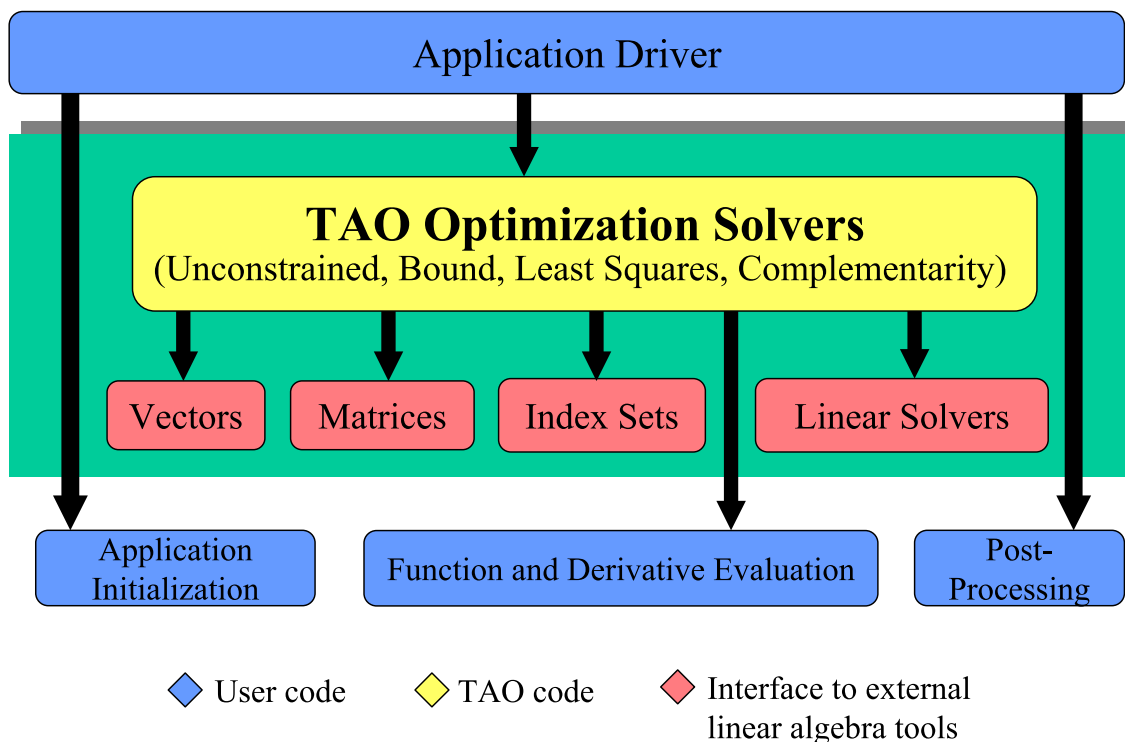 Application Driver
TAO Optimization Solvers
(Unconstrained, Bound, Least Squares, Complementarity)
Vectors
Matrices
Index Sets
Linear Solvers
Application
Initialization
Function and Derivative Evaluation
Post-
Processing
User code
TAO code
Interface to external
linear algebra tools